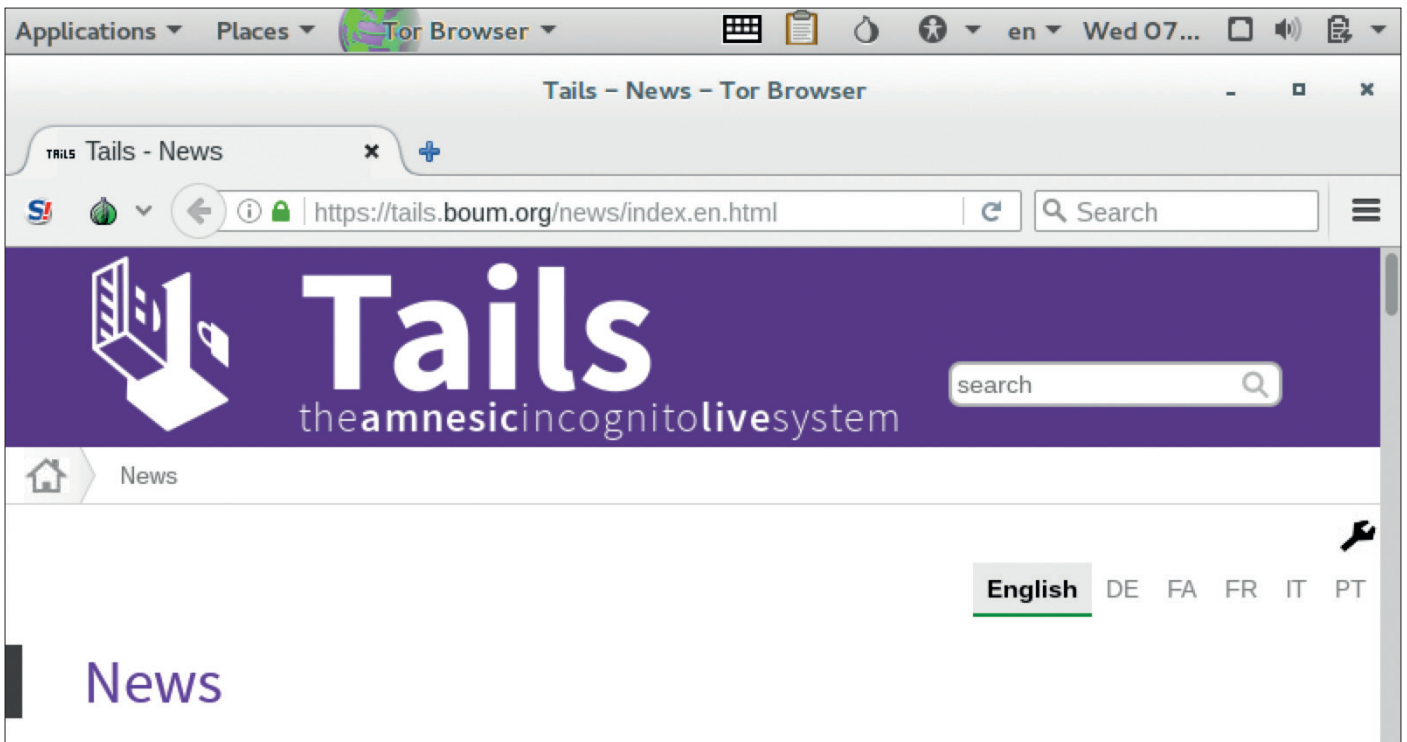 Applications Places Tor Browser en Wed 07...
Tails – News – Tor Browser
TAiLS Tails - News
S! https://tails.boum.org/news/index.en.html Search
Tails
theamnesicincognitolivesystem
search
News
English DE FA FR IT PT
News